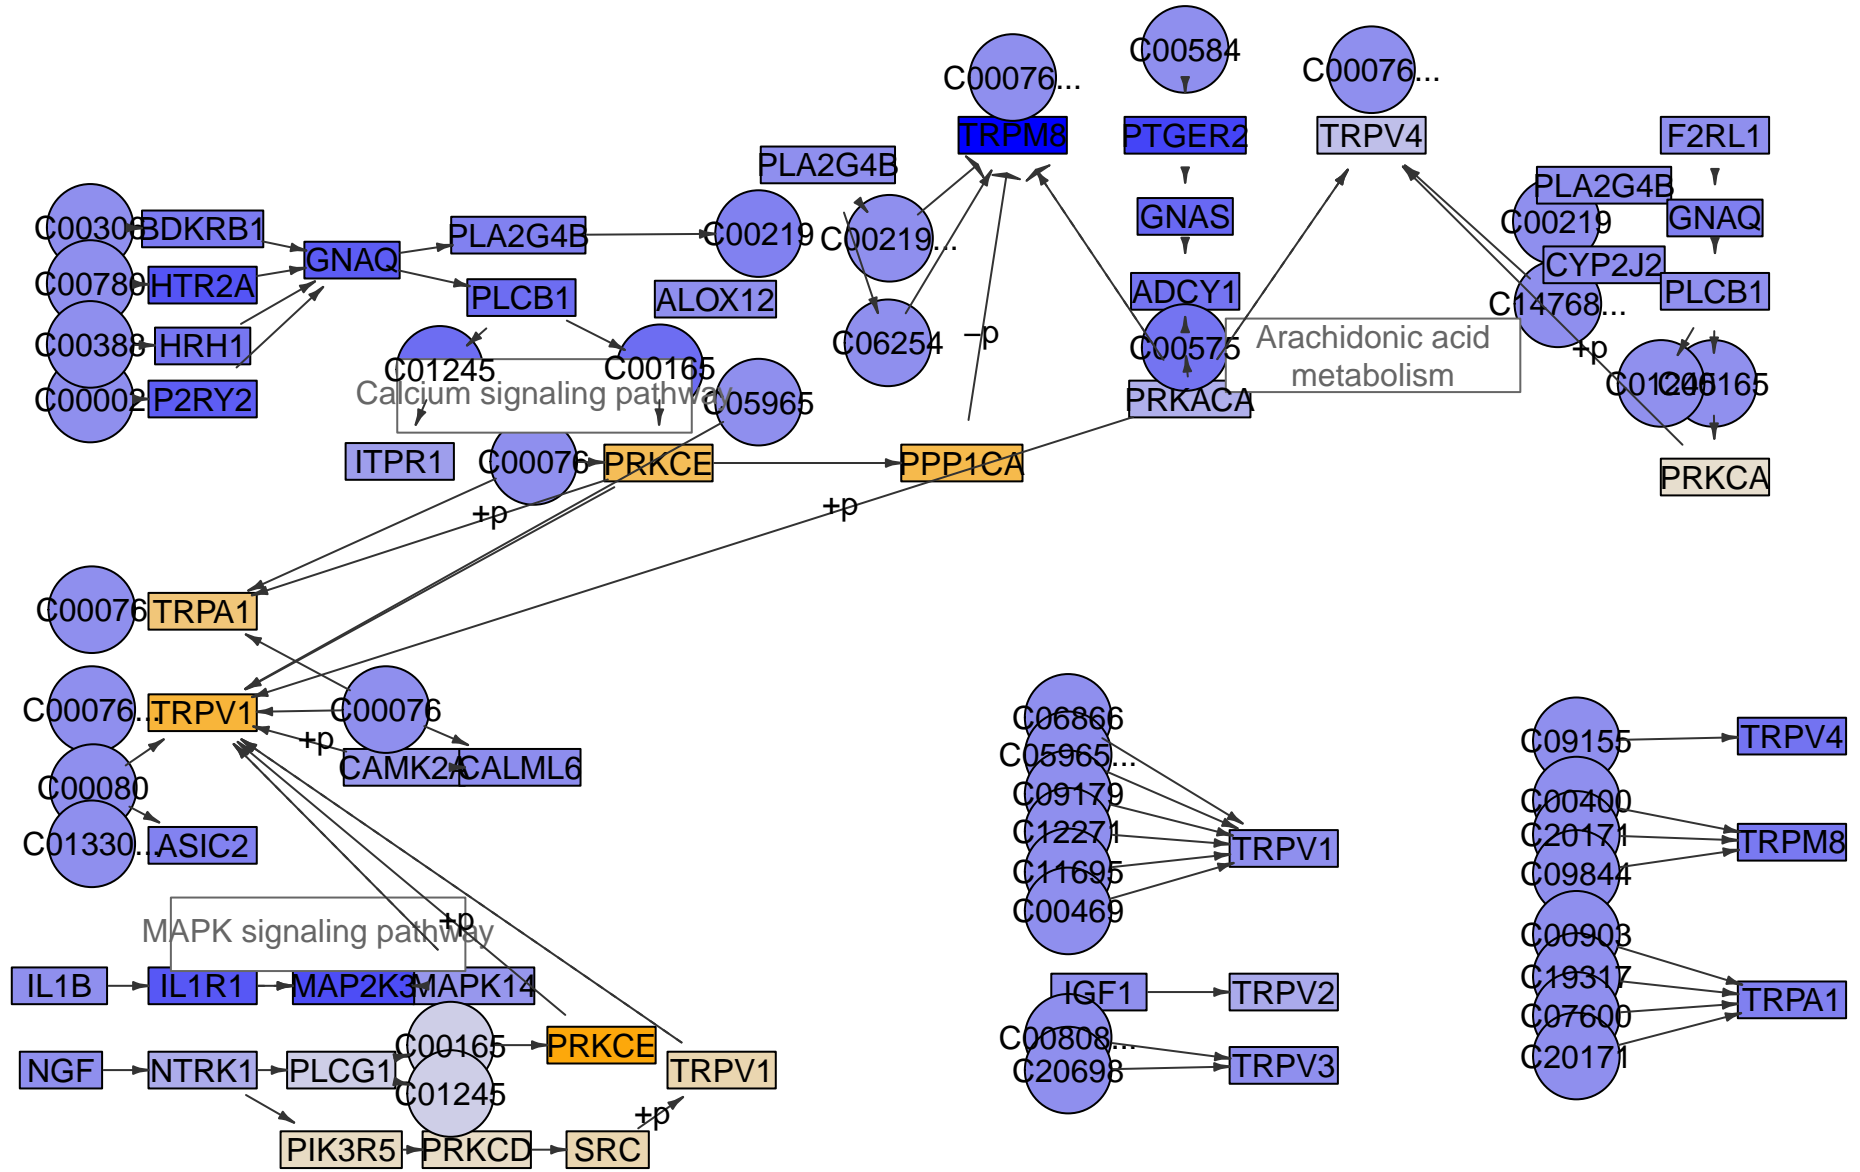 C00584
C00076...
C00076...
TRPM8
PTGER2
TRPV4
F2RL1
PLA2G4B
PLA2G4B
BDKRB1
PLA2G4B
C00219
C00219...
GNAS
C00219
GNAQ
GNAQ
HTR2A
PLCB1
ALOX12
ADCY1
CYP2J2
PLCB1
C14768...
C00388
HRH1
C06254
–p
C00575
Arachidonic acid
metabolism
+p
C01245
C00165
Calcium signaling pathway
C00002
P2RY2
C05965
PRKACA
C01245
C00165
ITPR1
C00076
PRKCE
PPP1CA
PRKCA
+p
+p
C00076
TRPA1
C00076...
TRPV1
C00076
+p
CAMK2A
CALML6
C00080
C01330...
ASIC2
C06866
C05965...
C09179
C12271
C11695
C00469
TRPV1
C09155
TRPV4
C00400
C20171
C09844
TRPM8
+p
MAPK signaling pathway
IL1B
IL1R1
MAP2K3
MAPK14
IGF1
TRPV2
C00903
C19317
C07600
C20171
TRPA1
C00808...
C20698
TRPV3
C00165
PRKCE
NGF
NTRK1
PLCG1
C01245
TRPV1
+p
PIK3R5
PRKCD
SRC